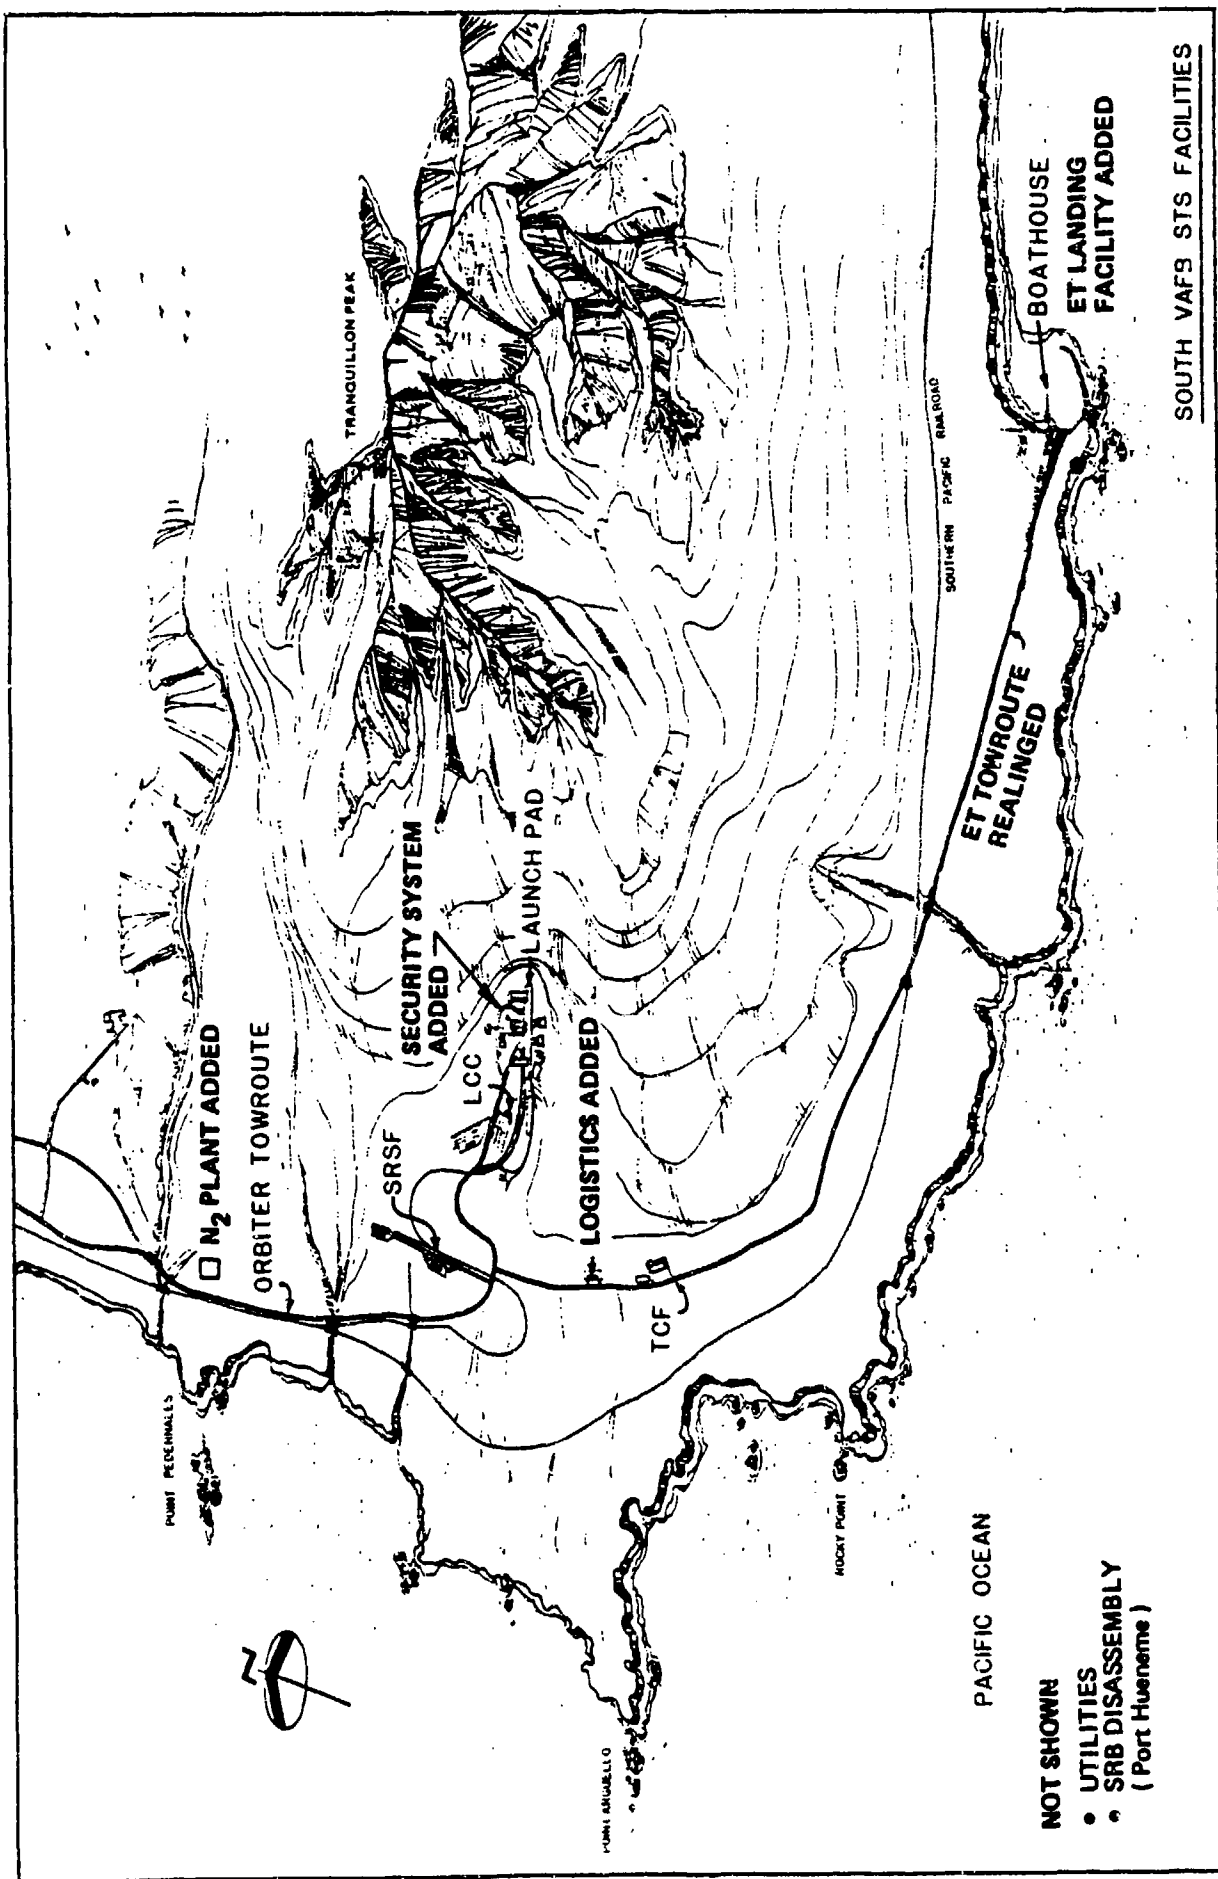 TRANQUILLON PEAK
N2 PLANT ADDED
ORBITER TOWROUTE
(SECURITY SYSTEM
ADDED
LAUNCH PAD
LCC
SRSF
LOGISTICS ADDED
TCF
SOUTHERN PACIFIC RAILROAD
BOATHOUSE
ET LANDING
FACILITY ADDED
ET TOWROUTE
REALINGED
POINT PEDERNALES
N
POINT ARGUELLO
ROCKY POINT
PACIFIC OCEAN
NOT SHOWN
• UTILITIES
• SRB DISASSEMBLY
(Port Hueneme)
SOUTH VAFB STS FACILITIES